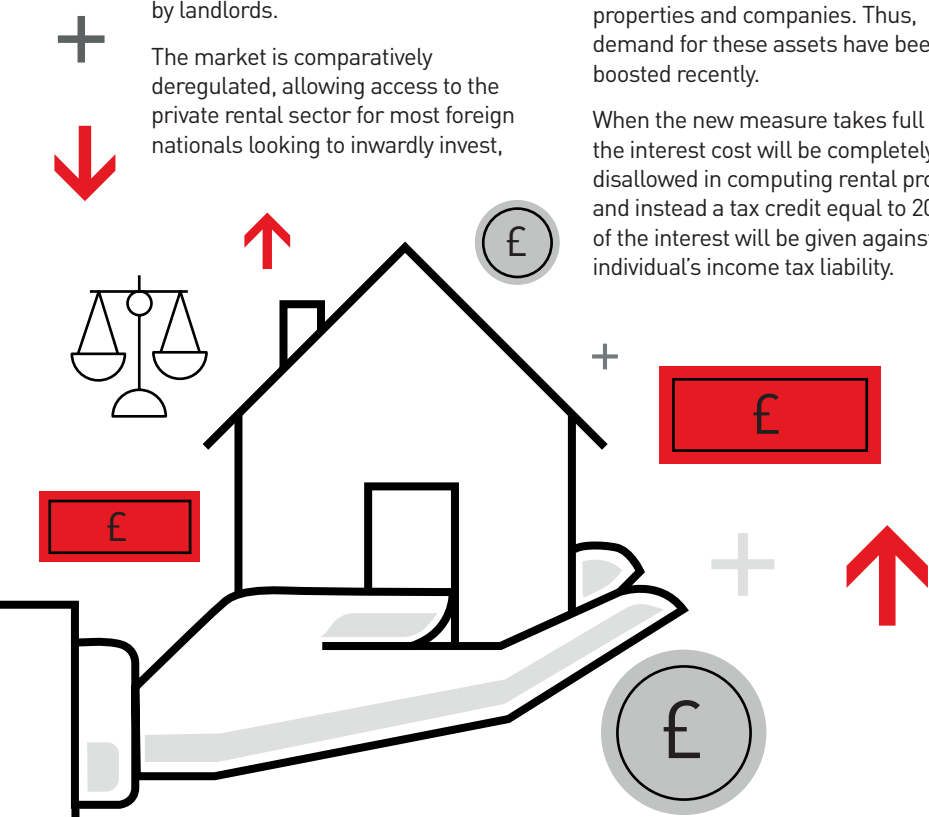 by landlords.
The market is comparatively
deregulated, allowing access to the
private rental sector for most foreign
nationals looking to inwardly invest,
properties and companies. Thus,
demand for these assets have bee
boosted recently.
When the new measure takes full
the interest cost will be completely
disallowed in computing rental pro
and instead a tax credit equal to 20
of the interest will be given against
individual's income tax liability.
£
£
£
£